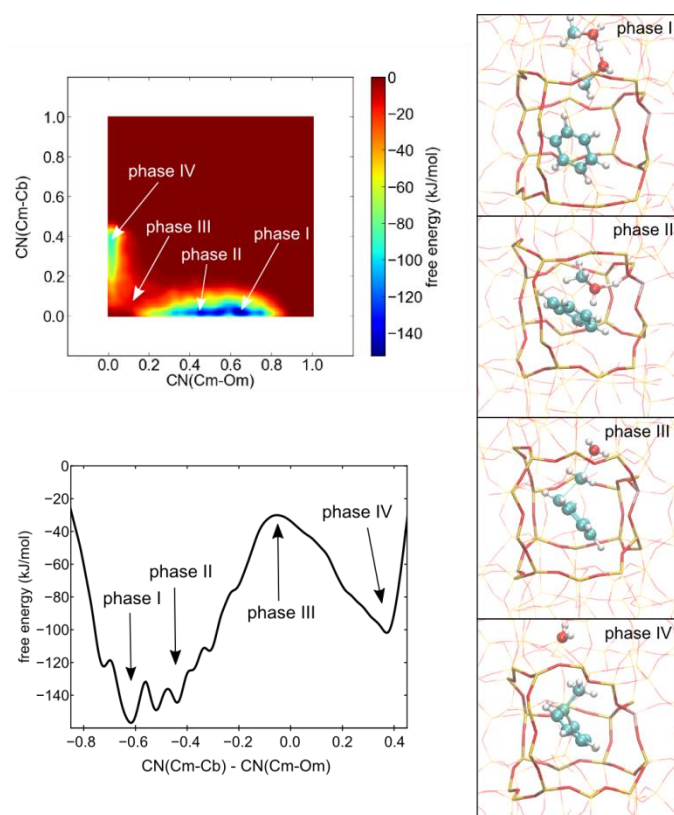 1.0
0.8
0.6
0.4
0.2
0.0
CN(Cm-Cb)
0.0 0.2 0.4 0.6 0.8 1.0
CN(Cm-Om)
phase IV
phase III
phase II
phase I
0
−20
−40
−60
−80
−100
−120
−140
free energy (kJ/mol)
0
−20
−40
−60
−80
−100
−120
−140
free energy (kJ/mol)
phase I
phase II
phase III
phase IV
−0.8 −0.6 −0.4 −0.2 0.0 0.2 0.4
CN(Cm-Cb) - CN(Cm-Om)
phase I
phase II
phase III
phase IV